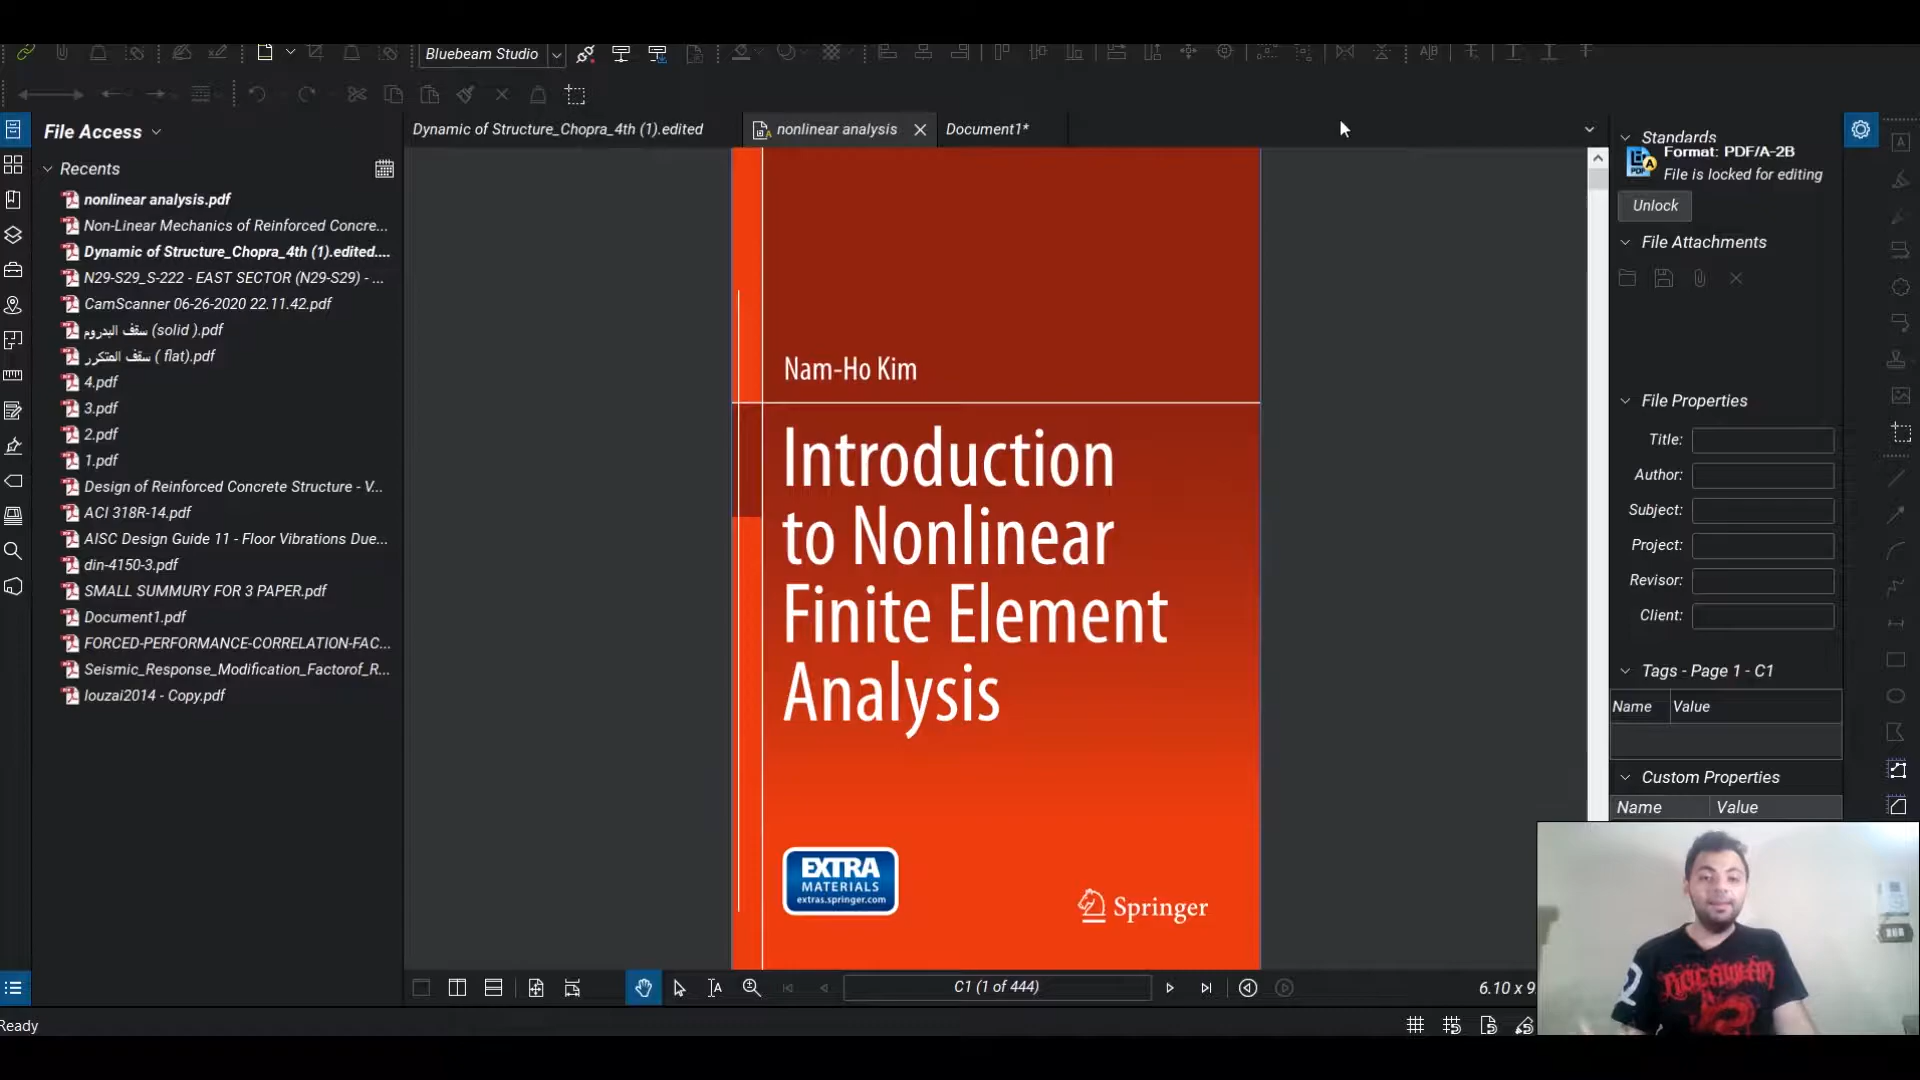 Bluebeam Studio
File Access
Dynamic of Structure_Chopra_4th (1).edited
nonlinear analysis
Document1*
Recents
nonlinear analysis.pdf
Non-Linear Mechanics of Reinforced Concre...
Dynamic of Structure_Chopra_4th (1).edited....
N29-S29_S-222 - EAST SECTOR (N29-S29) - ...
CamScanner 06-26-2020 22.11.42.pdf
سقف البدروم (solid ).pdf
سقف المتكرر ( flat).pdf
4.pdf
3.pdf
2.pdf
1.pdf
Design of Reinforced Concrete Structure - V...
ACI 318R-14.pdf
AISC Design Guide 11 - Floor Vibrations Due...
din-4150-3.pdf
SMALL SUMMURY FOR 3 PAPER.pdf
Document1.pdf
FORCED-PERFORMANCE-CORRELATION-FAC...
Seismic_Response_Modification_Factorof_R...
louzai2014 - Copy.pdf
Nam-Ho Kim
Introduction
to Nonlinear
Finite Element
Analysis
EXTRA
MATERIALS
extras.springer.com
Springer
Standards
Format: PDF/A-2B
File is locked for editing
Unlock
File Attachments
File Properties
Title:
Author:
Subject:
Project:
Revisor:
Client:
Tags - Page 1 - C1
Name Value
Custom Properties
Name Value
C1 (1 of 444)
6.10 x 9
Ready